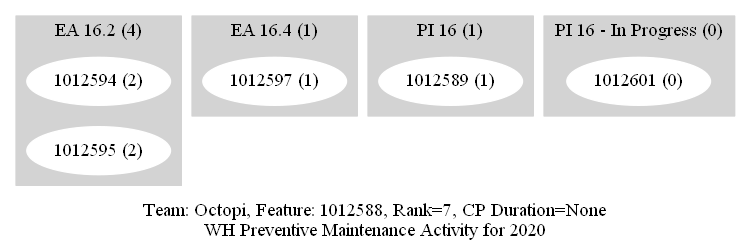 EA 16.2 (4)
EA 16.4 (1)
PI 16 (1)
PI 16 - In Progress (0)
1012594 (2)
1012597 (1)
1012589 (1)
1012601 (0)
1012595 (2)
Team: Octopi, Feature: 1012588, Rank=7, CP Duration=None
WH Preventive Maintenance Activity for 2020